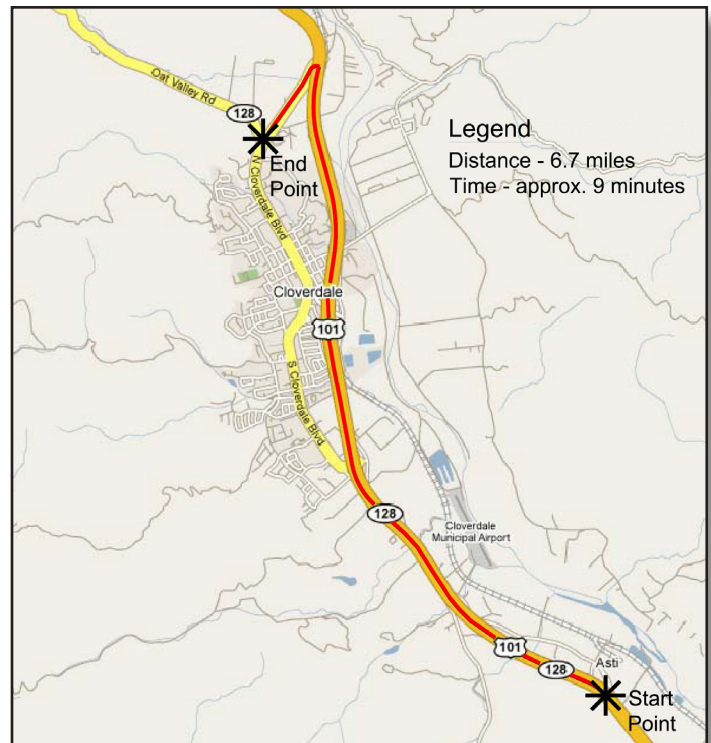 Oat Valley Rd
128
End
Point
Legend
Distance - 6.7 miles
Time - approx. 9 minutes
N Cloverdale Blvd
Cloverdale
101
S Cloverdale Blvd
128
Cloverdale
Municipal Airport
101
128
Asti
Start
Point